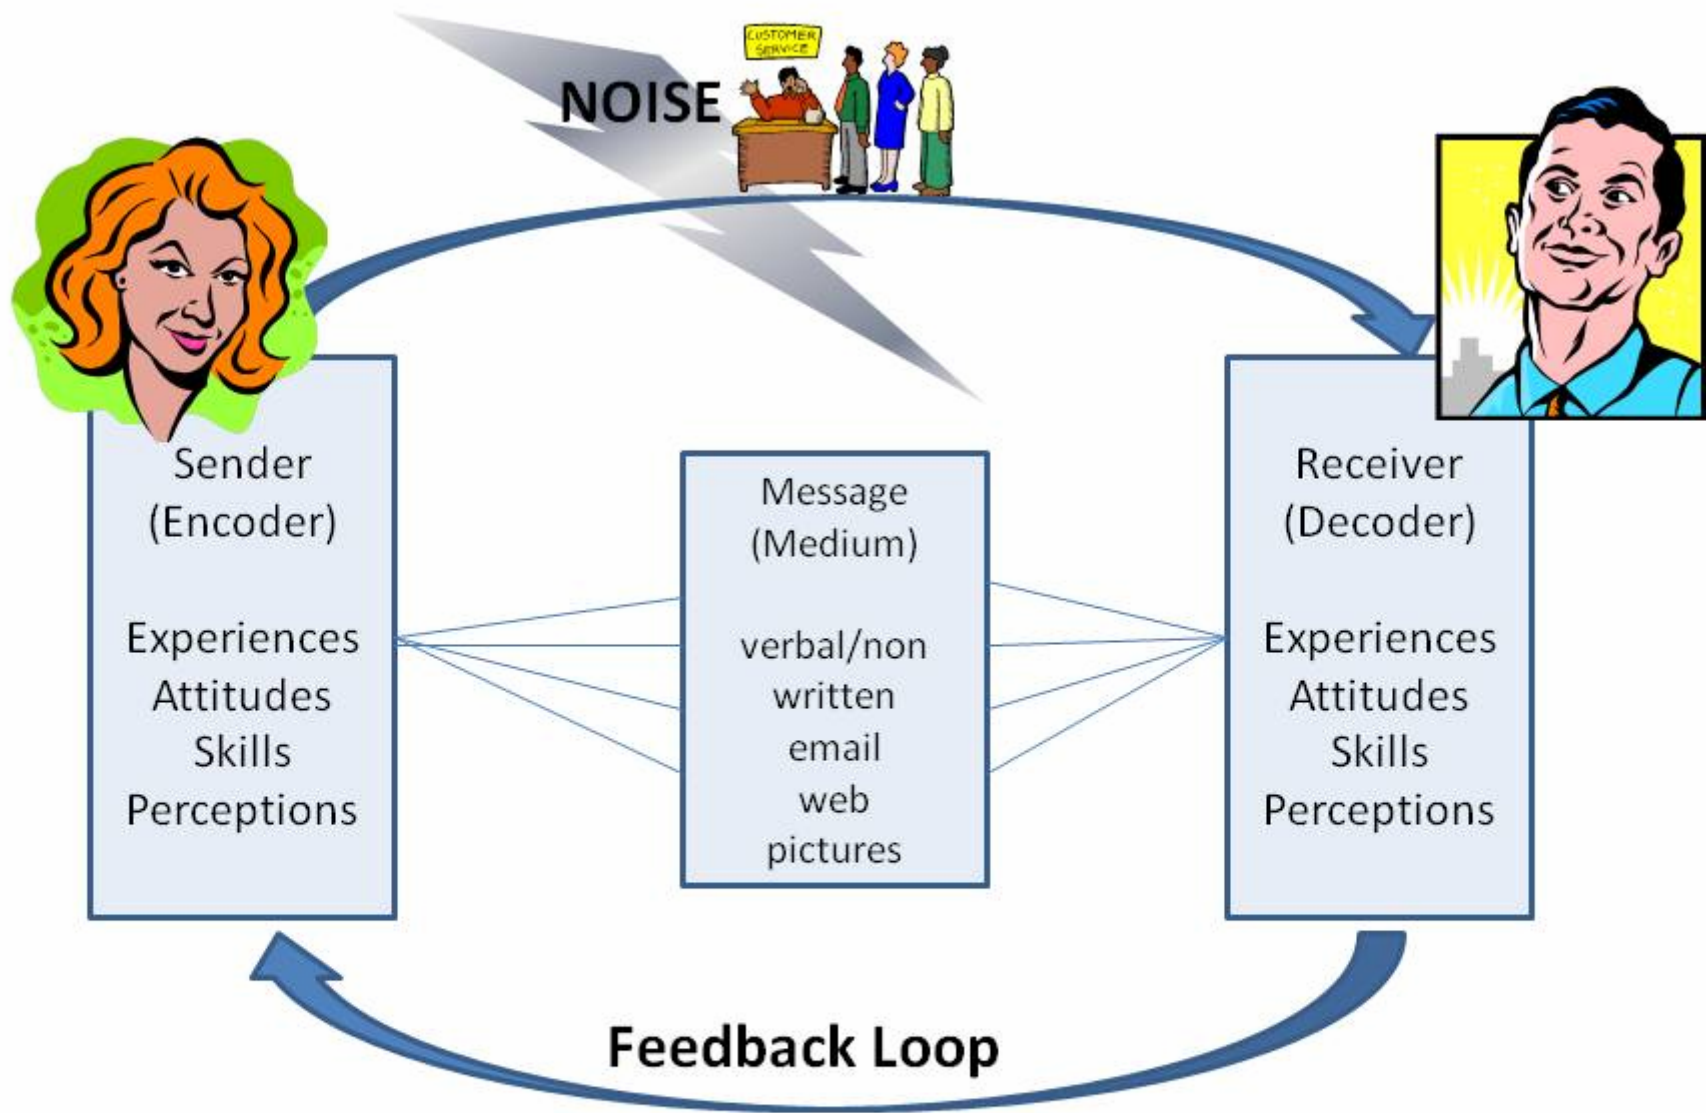 CUSTOMER
SERVICE
NOISE
Sender
(Encoder)
Experiences
Attitudes
Skills
Perceptions
Message
(Medium)
verbal/non
written
email
web
pictures
Receiver
(Decoder)
Experiences
Attitudes
Skills
Perceptions
Feedback Loop